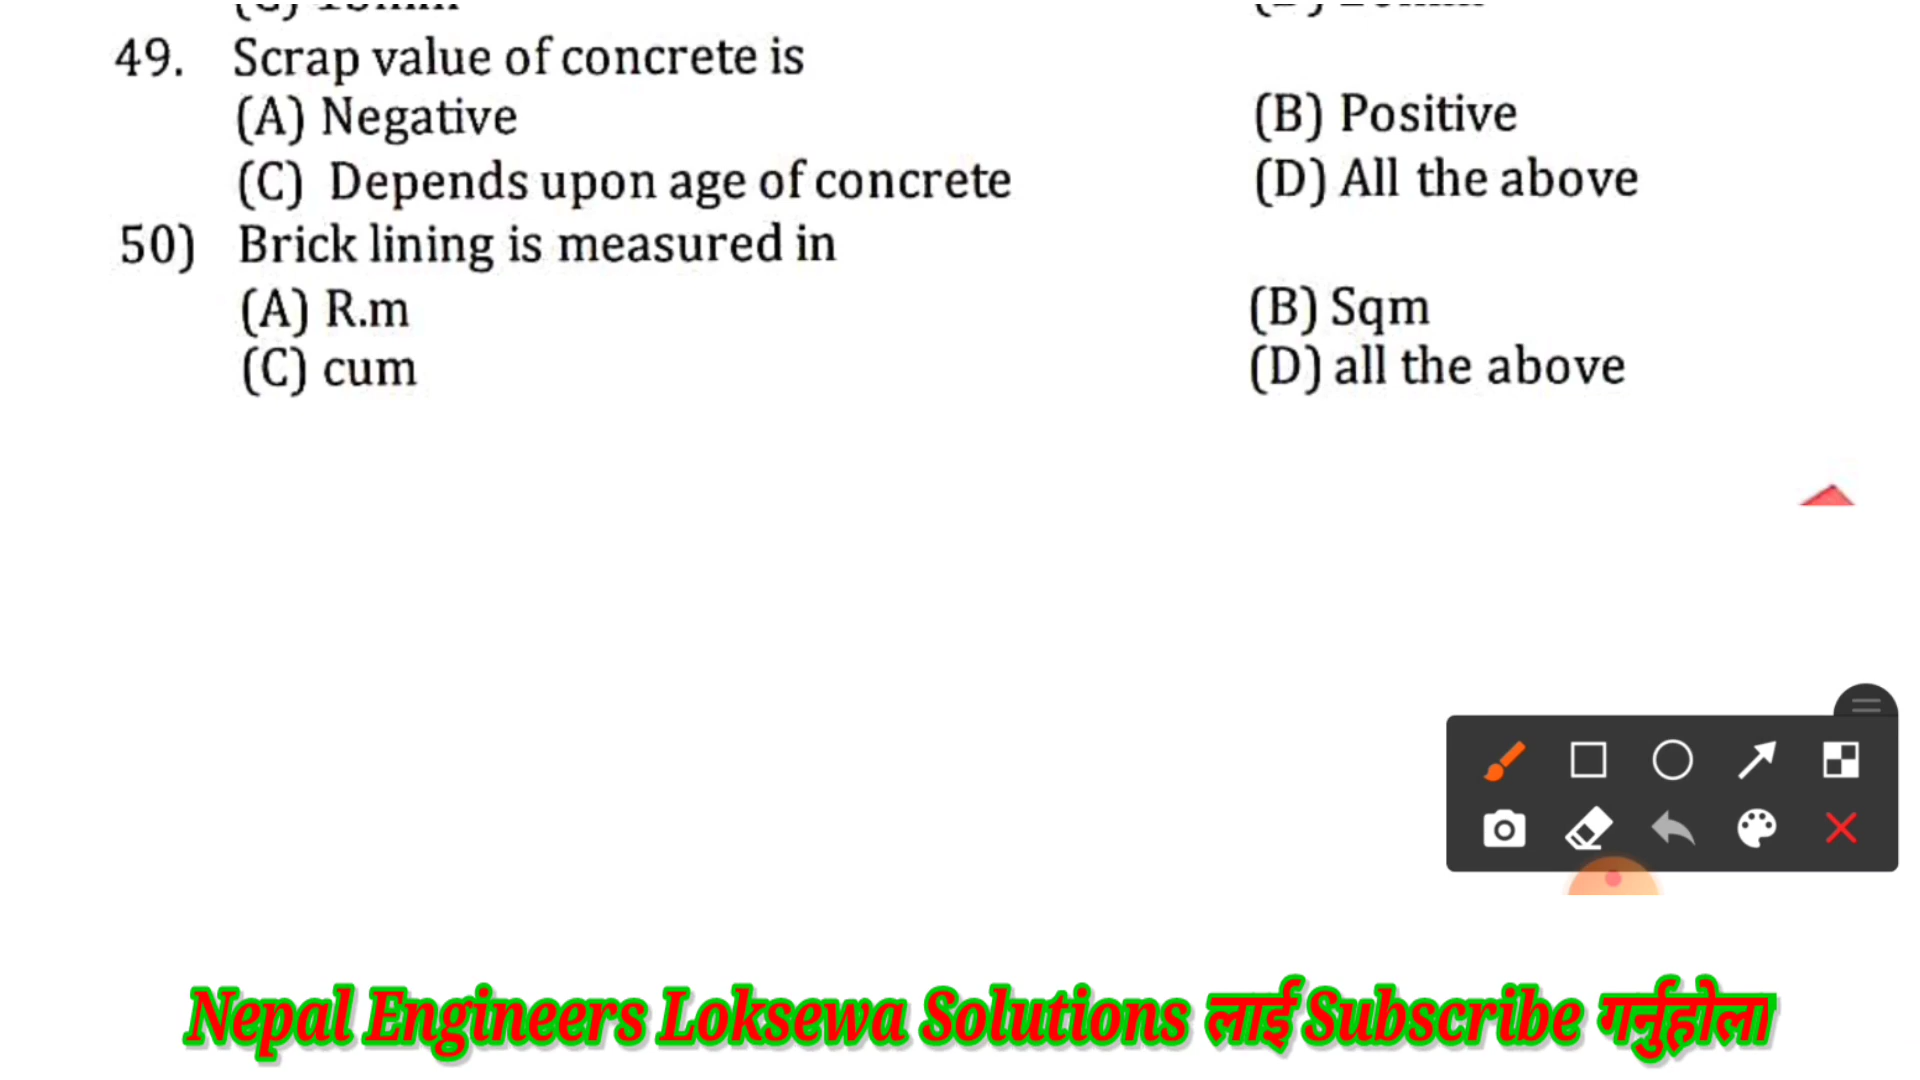 49. Scrap value of concrete is
(A) Negative (B) Positive
(C) Depends upon age of concrete (D) All the above
50) Brick lining is measured in
(A) R.m (B) Sqm
(C) cum (D) all the above
Nepal Engineers Loksewa Solutions लाई Subscribe गर्नुहोला